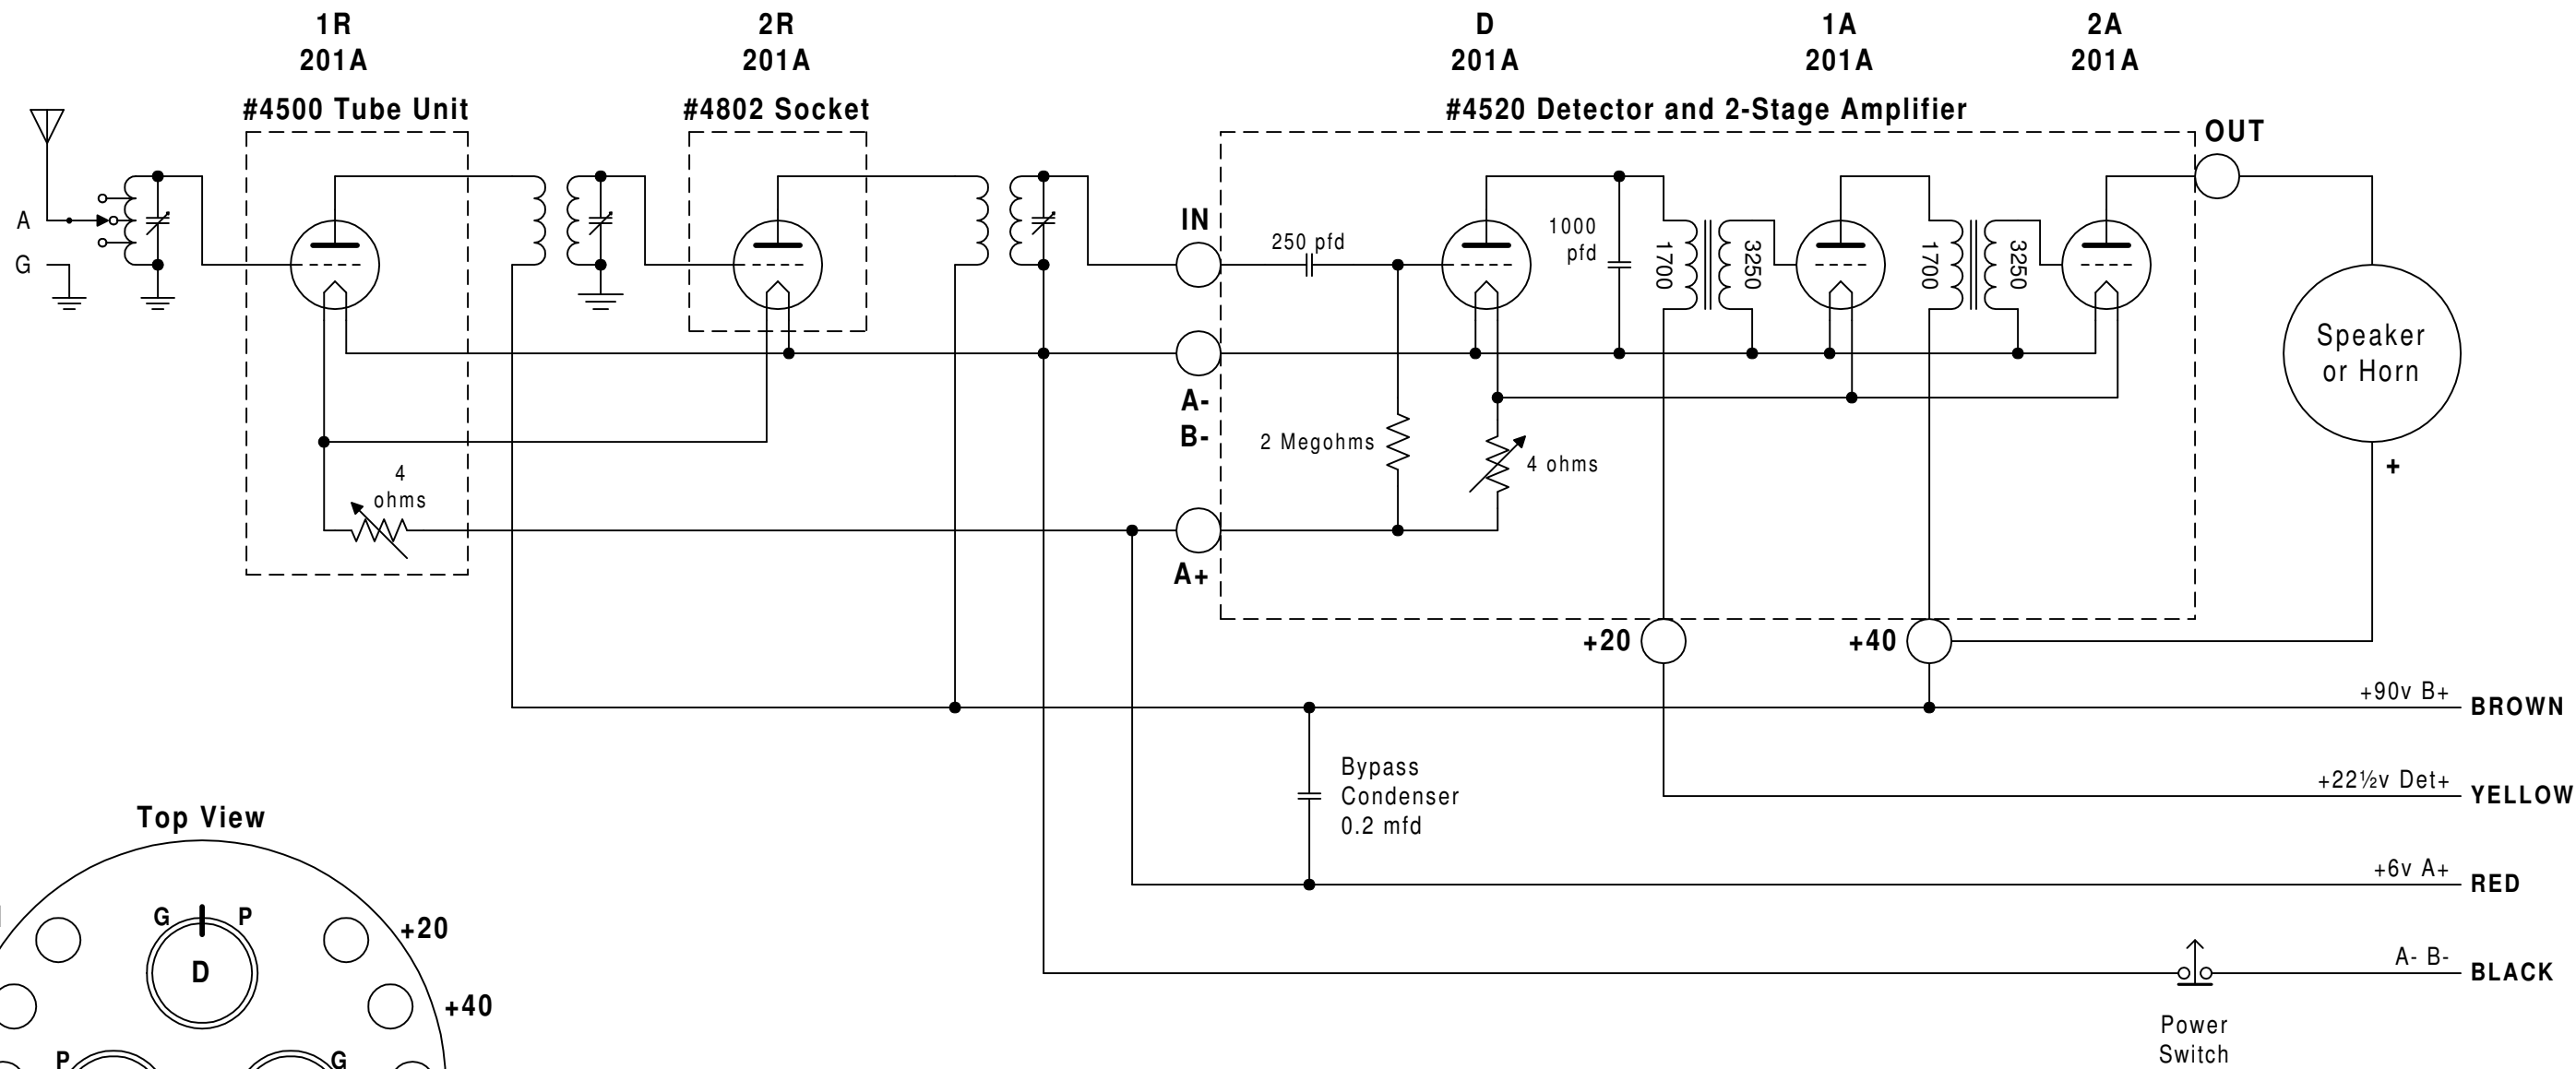 1R
201A
#4500 Tube Unit
2R
201A
#4802 Socket
D
201A
1A
201A
2A
201A
#4520 Detector and 2-Stage Amplifier
OUT
A
G
IN
250 pfd
1000
pfd
1700
3250
1700
3250
Speaker
or Horn
+
A-
B-
2 Megohms
4 ohms
4
ohms
A+
+20
+40
+90v B+
BROWN
Bypass
Condenser
0.2 mfd
+22½v Det+
YELLOW
+6v A+
RED
A- B-
BLACK
Power
Switch
Top View
G
P
D
+20
+40
P
G